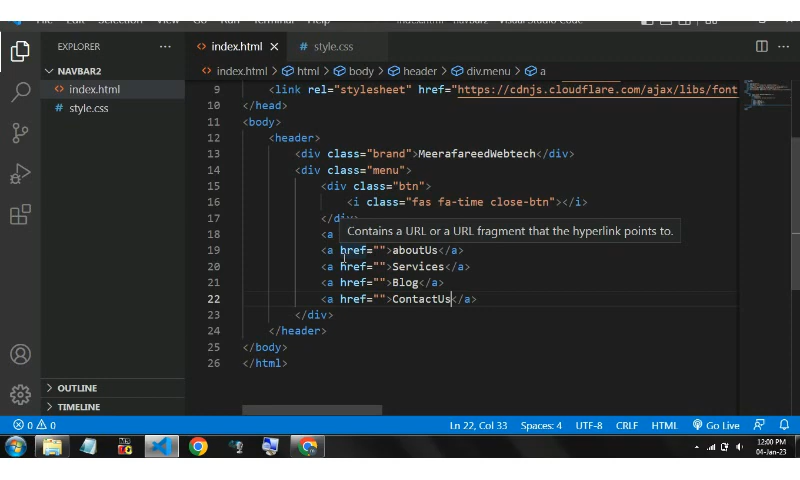 EXPLORER
index.html
style.css
NAVBAR2
index.html > html > body > header > div.menu > a
index.html
style.css
9 <link rel="stylesheet" href="https://cdnjs.cloudflare.com/ajax/libs/font
10 </head>
11 <body>
12 <header>
13 <div class="brand">MeerafareedWebtech</div>
14 <div class="menu">
15 <div class="btn">
16 <i class="fas fa-time close-btn"></i>
17 </div>
18 <a
Contains a URL or a URL fragment that the hyperlink points to.
19 <a href="">aboutUs</a>
20 <a href="">Services</a>
21 <a href="">Blog</a>
22 <a href="">ContactUs</a>
23 </div>
24 </header>
25 </body>
26 </html>
OUTLINE
TIMELINE
0 0 Ln 22, Col 33 Spaces: 4 UTF-8 CRLF HTML Go Live
12:00 PM
04-Jan-23